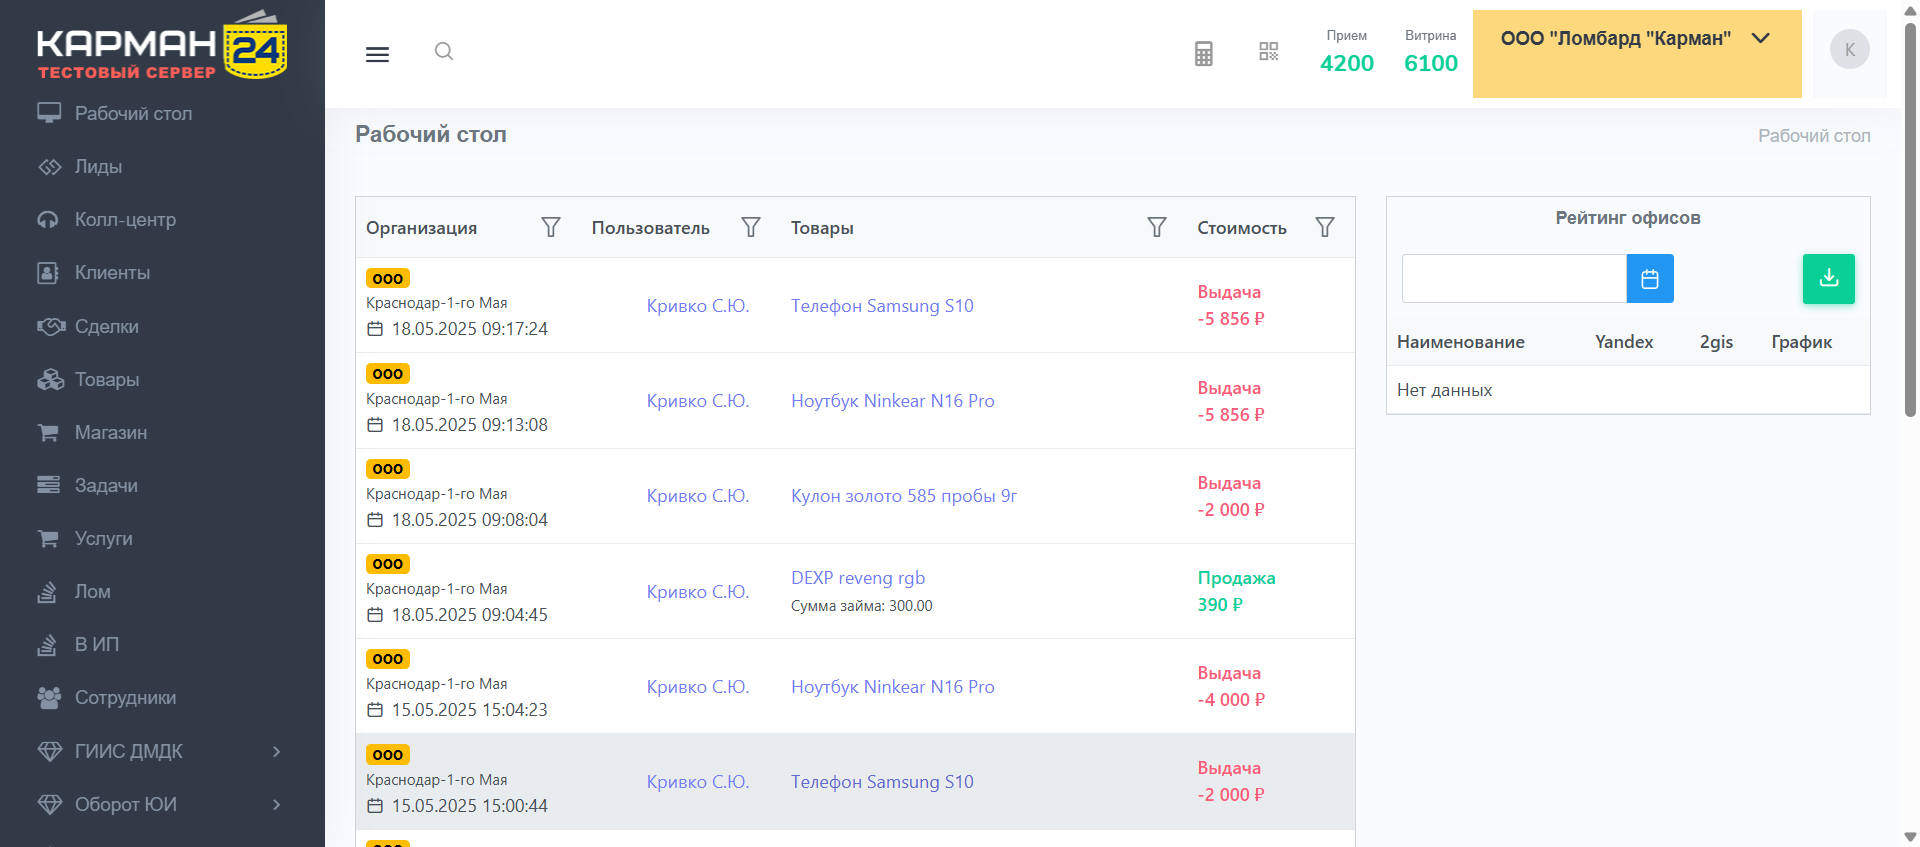 КАРМАН 24
ТЕСТОВЫЙ СЕРВЕР
Рабочий стол
Лиды
Колл-центр
Клиенты
Сделки
Товары
Магазин
Задачи
Услуги
Лом
В ИП
Сотрудники
ГИИС ДМДК
Оборот ЮИ
Прием
4200
Витрина
6100
ООО "Ломбард "Карман"
К
Рабочий стол
Рабочий стол
Организация Пользователь Товары Стоимость
ООО
Краснодар-1-го Мая
18.05.2025 09:17:24
Кривко С.Ю.
Телефон Samsung S10
Выдача
-5 856 ₽
ООО
Краснодар-1-го Мая
18.05.2025 09:13:08
Кривко С.Ю.
Ноутбук Ninkear N16 Pro
Выдача
-5 856 ₽
ООО
Краснодар-1-го Мая
18.05.2025 09:08:04
Кривко С.Ю.
Кулон золото 585 пробы 9г
Выдача
-2 000 ₽
ООО
Краснодар-1-го Мая
18.05.2025 09:04:45
Кривко С.Ю.
DEXP reveng rgb
Сумма займа: 300.00
Продажа
390 ₽
ООО
Краснодар-1-го Мая
15.05.2025 15:04:23
Кривко С.Ю.
Ноутбук Ninkear N16 Pro
Выдача
-4 000 ₽
ООО
Краснодар-1-го Мая
15.05.2025 15:00:44
Кривко С.Ю.
Телефон Samsung S10
Выдача
-2 000 ₽
Рейтинг офисов
Наименование Yandex 2gis График
Нет данных